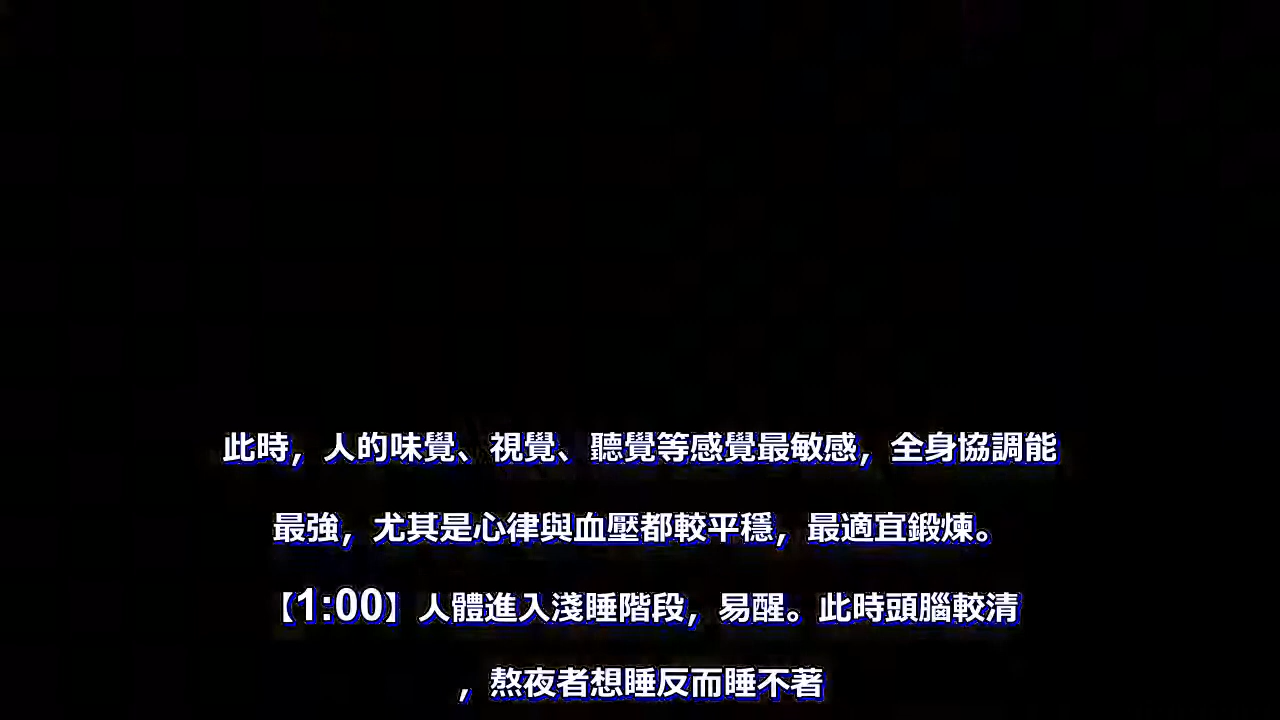 此時，人的味覺、視覺、聽覺等感覺最敏感，全身協調能
最強，尤其是心律與血壓都較平穩，最適宜鍛煉。
【1:00】人體進入淺睡階段，易醒。此時頭腦較清
，熬夜者想睡反而睡不著